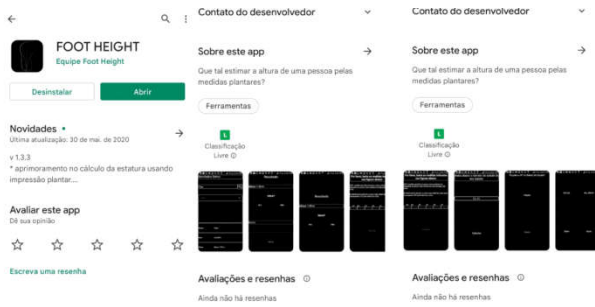 FOOT HEIGHT
Equipe Foot Height
Desinstalar
Abrir
Novidades •
Última atualização: 30 de mai. de 2020
v 1.3.3
* aprimoramento no cálculo da estatura usando
impressão plantar....
Avaliar este app
Dê sua opinião
Escreva uma resenha
Contato do desenvolvedor
Sobre este app
Que tal estimar a altura de uma pessoa pelas
medidas plantares?
Ferramentas
L
Classificação
Livre
Avaliações e resenhas
Ainda não há resenhas
Contato do desenvolvedor
Sobre este app
Que tal estimar a altura de uma pessoa pelas
medidas plantares?
Ferramentas
L
Classificação
Livre
Avaliações e resenhas
Ainda não há resenhas